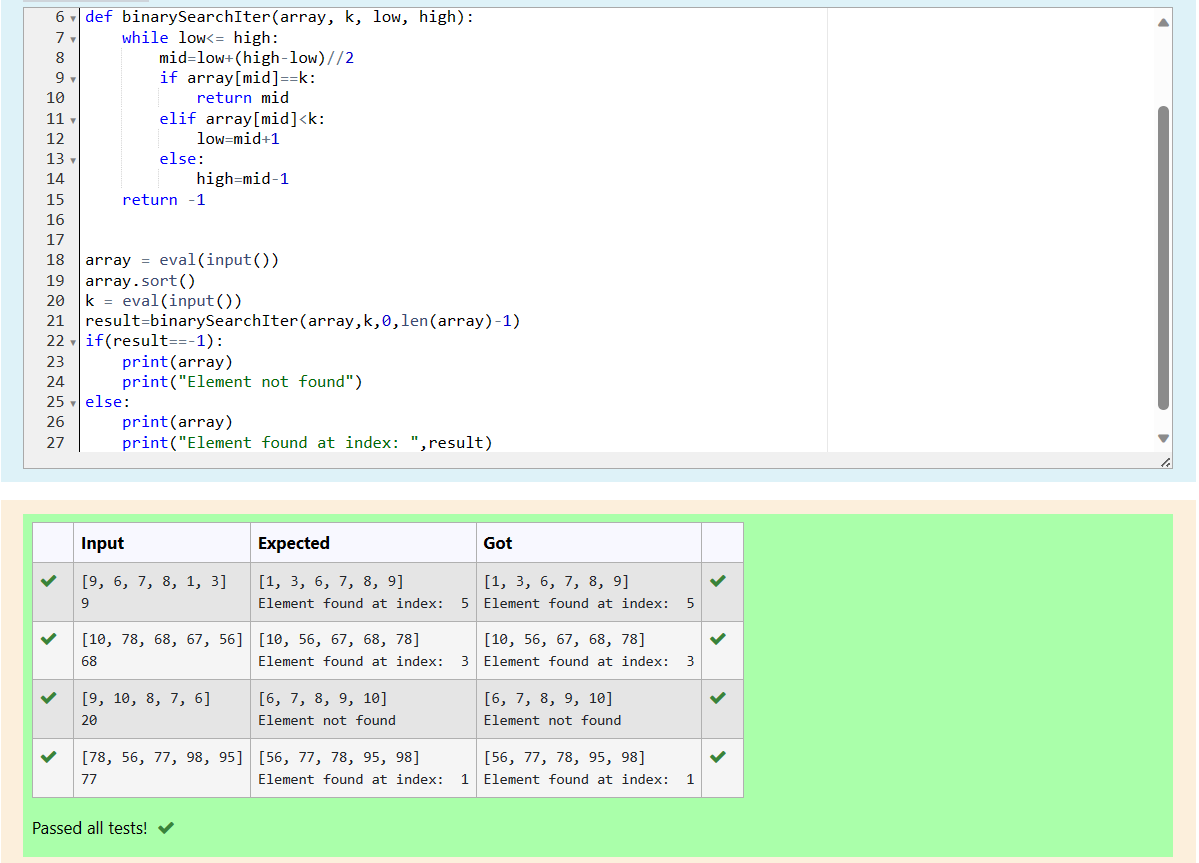 6 def binarySearchIter(array, k, low, high):
7     while low<= high:
8         mid=low+(high-low)//2
9         if array[mid]==k:
10             return mid
11         elif array[mid]<k:
12             low=mid+1
13         else:
14             high=mid-1
15     return -1
16
17
18 array = eval(input())
19 array.sort()
20 k = eval(input())
21 result=binarySearchIter(array,k,0,len(array)-1)
22 if(result==-1):
23     print(array)
24     print("Element not found")
25 else:
26     print(array)
27     print("Element found at index: ",result)
Input Expected Got
[9, 6, 7, 8, 1, 3] [1, 3, 6, 7, 8, 9] [1, 3, 6, 7, 8, 9]
9 Element found at index:  5 Element found at index:  5
[10, 78, 68, 67, 56] [10, 56, 67, 68, 78] [10, 56, 67, 68, 78]
68 Element found at index:  3 Element found at index:  3
[9, 10, 8, 7, 6] [6, 7, 8, 9, 10] [6, 7, 8, 9, 10]
20 Element not found Element not found
[78, 56, 77, 98, 95] [56, 77, 78, 95, 98] [56, 77, 78, 95, 98]
77 Element found at index:  1 Element found at index:  1
Passed all tests!